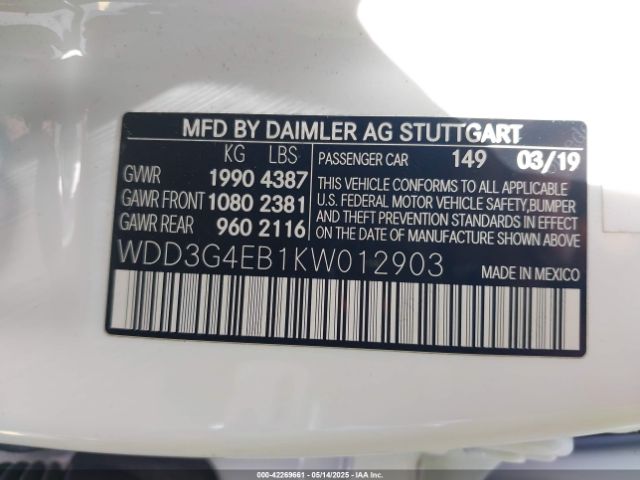 MFD BY DAIMLER AG STUTTGART
KG LBS
GVWR 1990 4387
GAWR FRONT 1080 2381
GAWR REAR 960 2116
PASSENGER CAR 149 03/19
THIS VEHICLE CONFORMS TO ALL APPLICABLE
U.S. FEDERAL MOTOR VEHICLE SAFETY, BUMPER
AND THEFT PREVENTION STANDARDS IN EFFECT
ON THE DATE OF MANUFACTURE SHOWN ABOVE
WDD3G4EB1KW012903
MADE IN MEXICO
000-42269661 - 05/14/2025 - IAAI.COM